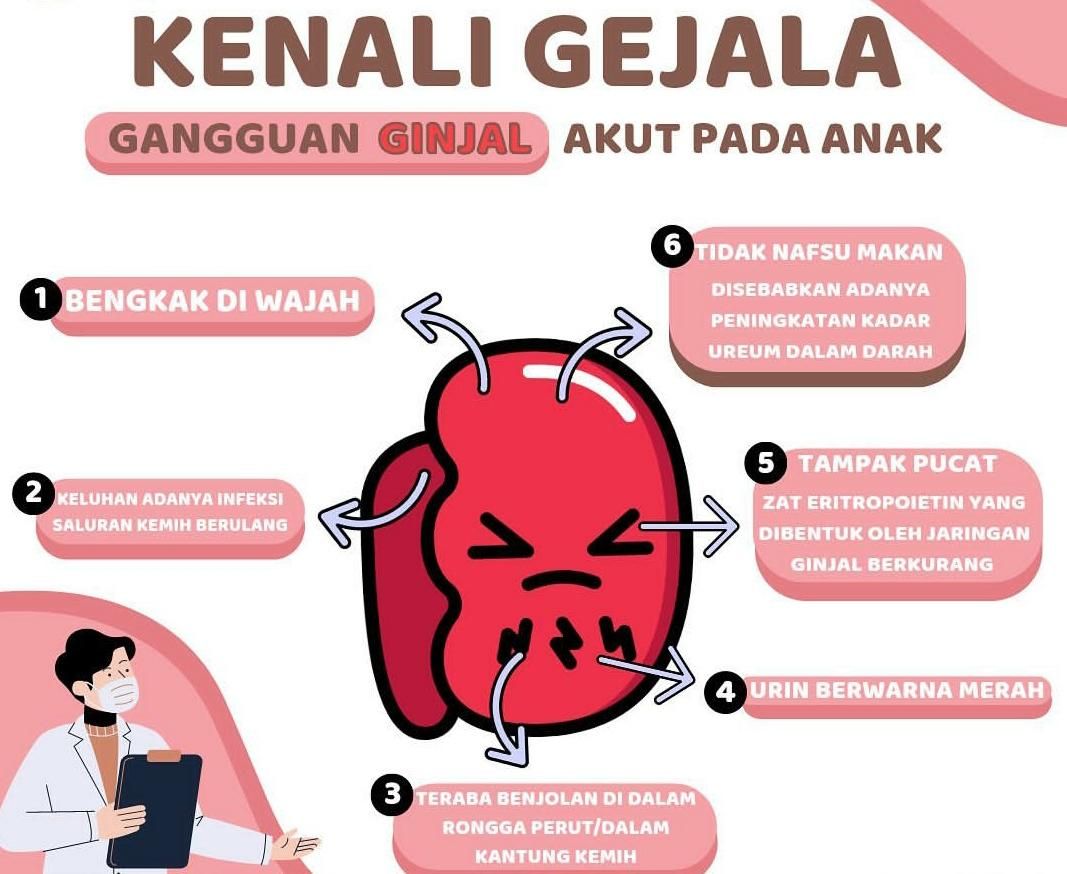 KENALI GEJALA
GANGGUAN GINJAL AKUT PADA ANAK
1 BENGKAK DI WAJAH
2 KELUHAN ADANYA INFEKSI
SALURAN KEMIH BERULANG
3 TERABA BENJOLAN DI DALAM
RONGGA PERUT/DALAM
KANTUNG KEMIH
4 URIN BERWARNA MERAH
5 TAMPAK PUCAT
ZAT ERITROPOIETIN YANG
DIBENTUK OLEH JARINGAN
GINJAL BERKURANG
6 TIDAK NAFSU MAKAN
DISEBABKAN ADANYA
PENINGKATAN KADAR
UREUM DALAM DARAH